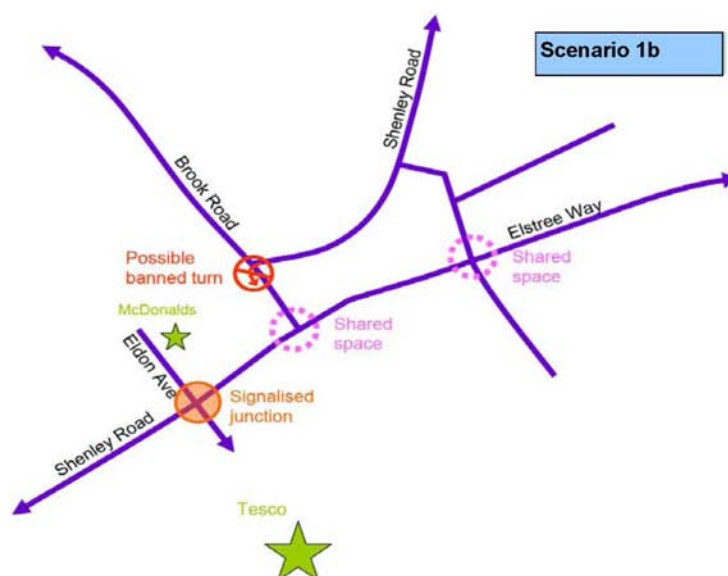 Scenario 1b
Shenley Road
Brook Road
Elstree Way
Possible
banned turn
Shared
space
McDonalds
Shared
space
Eldon Ave
Signalised
junction
Shenley Road
Tesco